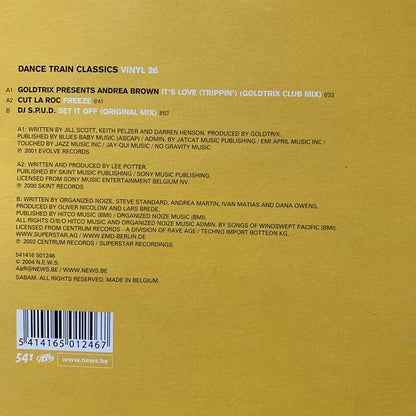 DANCE TRAIN CLASSICS VINYL 26
A1 GOLDTRIX PRESENTS ANDREA BROWN IT'S LOVE (TRIPPIN') (GOLDTRIX CLUB MIX) 6'33
A2 CUT LA ROC FREEZE 6'41
B DJ S.P.U.D. SET IT OFF (ORIGINAL MIX) 8'07
A1: WRITTEN BY JILL SCOTT, KEITH PELZER AND DARREN HENSON. PRODUCED BY GOLDTRIX.
PUBLISHED BY BLUES BABY MUSIC (ASCAP) / ADMIN. BY JATCAT MUSIC PUBLISHING / EMI APRIL MUSIC INC /
TOUCHED BY JAZZ MUSIC INC / JAY-QUI MUSIC / NO GRAVITY MUSIC.
℗ 2001 EVOLVE RECORDS
A2: WRITTEN AND PRODUCED BY LEE POTTER.
PUBLISHED BY SKINT MUSIC PUBLISHING / SONY MUSIC PUBLISHING.
LICENSED FROM SONY MUSIC ENTERTAINMENT BELGIUM NV.
℗ 2000 SKINT RECORDS
B: WRITTEN BY ORGANIZED NOIZE, STEVE STANDARD, ANDREA MARTIN, IVAN MATIAS AND DANA OWENS.
PRODUCED BY OLIVER NICOLOW AND LARS BREDE.
PUBLISHED BY HITCO MUSIC (BMI) / ORGANIZED NOIZE MUSIC (BMI).
ALL RIGHTS O/B/O HITCO MUSIC AND ORGANIZED NOIZE MUSIC ADMIN. BY SONGS OF WINDSWEPT PACIFIC (BMI).
LICENSED FROM CENTRUM RECORDS - A DIVISION OF RAVE AGE / TECHNO IMPORT BOTTEON KG,
WWW.SUPERSTAR.AG / WWW.EMD-BERLIN.DE
℗ 2002 CENTRUM RECORDS / SUPERSTAR RECORDINGS
541416 501246
© 2004 N.E.W.S.
A&R@NEWS.BE / WWW.NEWS.BE
SABAM. ALL RIGHTS RESERVED. MADE IN BELGIUM.
5 414165 012467
541 www.news.be